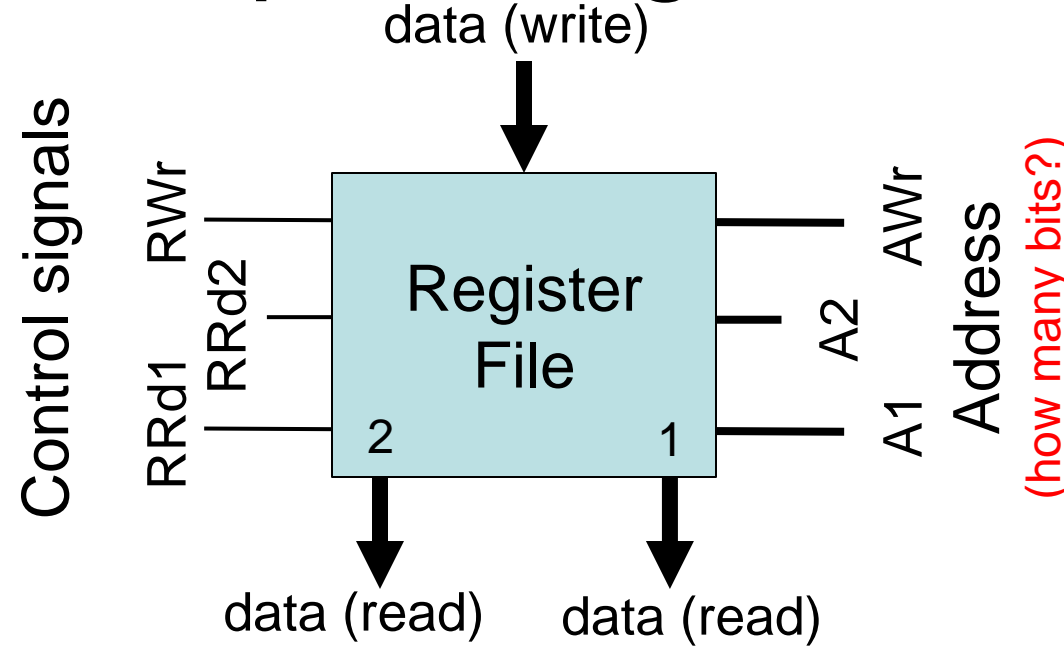 data (write)
Control signals
RWr
RRd2
RRd1
Register
File
2
1
AWr
A2
A1
Address
(how many bits?)
data (read)
data (read)